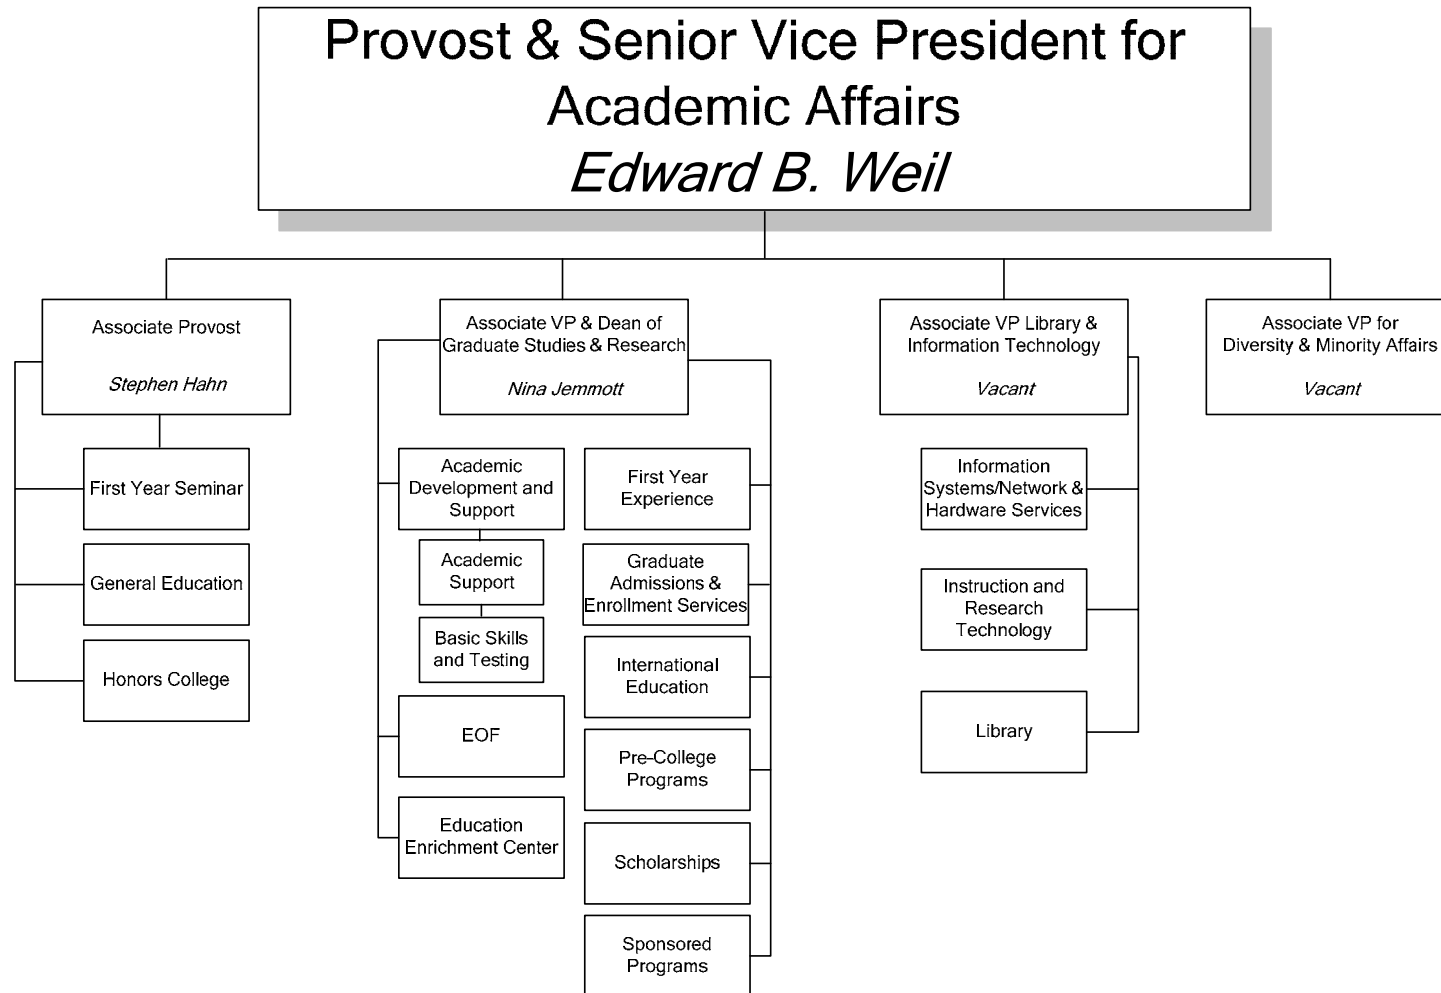 Provost & Senior Vice President for
Academic Affairs
Edward B. Weil
Associate Provost
Stephen Hahn
First Year Seminar
General Education
Honors College
Associate VP & Dean of
Graduate Studies & Research
Nina Jemmott
Academic
Development and
Support
Academic
Support
Basic Skills
and Testing
EOF
Education
Enrichment Center
First Year
Experience
Graduate
Admissions &
Enrollment Services
International
Education
Pre-College
Programs
Scholarships
Sponsored
Programs
Associate VP Library &
Information Technology
Vacant
Information
Systems/Network &
Hardware Services
Instruction and
Research
Technology
Library
Associate VP for
Diversity & Minority Affairs
Vacant